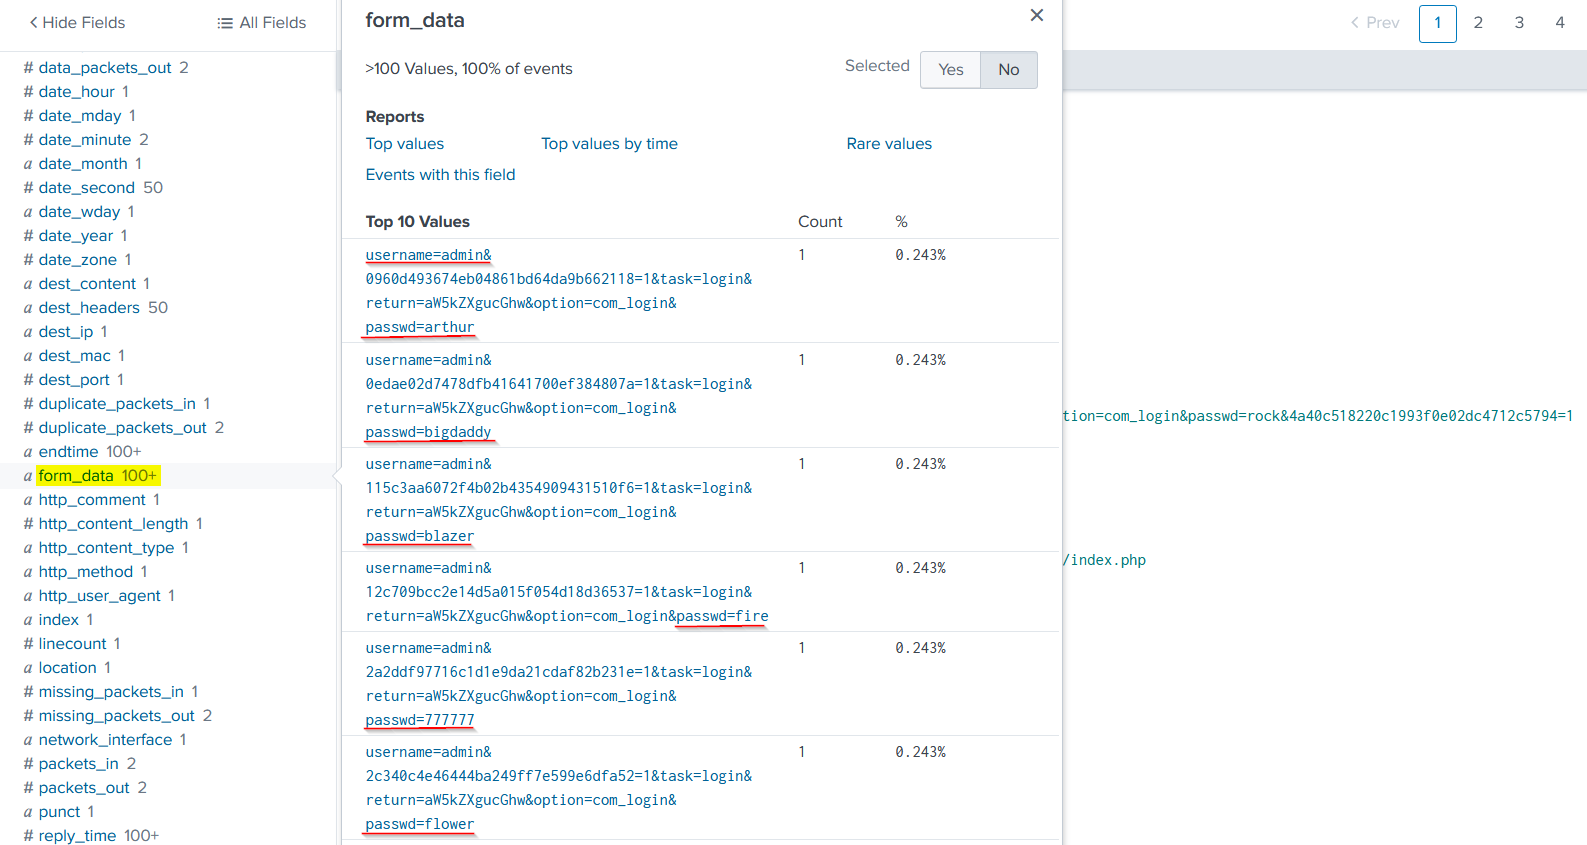 Hide Fields
All Fields
# data_packets_out 2
# date_hour 1
# date_mday 1
# date_minute 2
a date_month 1
# date_second 50
a date_wday 1
# date_year 1
# date_zone 1
a dest_content 1
a dest_headers 50
a dest_ip 1
a dest_mac 1
# dest_port 1
# duplicate_packets_in 1
# duplicate_packets_out 2
a endtime 100+
a form_data 100+
a http_comment 1
# http_content_length 1
a http_content_type 1
a http_method 1
a http_user_agent 1
a index 1
# linecount 1
a location 1
# missing_packets_in 1
# missing_packets_out 2
a network_interface 1
# packets_in 2
# packets_out 2
a punct 1
# reply_time 100+
form_data
>100 Values, 100% of events
Selected Yes No
Reports
Top values Top values by time Rare values
Events with this field
Top 10 Values Count %
username=admin& 1 0.243%
0960d493674eb04861bd64da9b662118=1&task=login&
return=aW5kZXgucGhw&option=com_login&
passwd=arthur
username=admin& 1 0.243%
0edae02d7478dfb41641700ef384807a=1&task=login&
return=aW5kZXgucGhw&option=com_login&
passwd=bigdaddy
username=admin& 1 0.243%
115c3aa6072f4b02b4354909431510f6=1&task=login&
return=aW5kZXgucGhw&option=com_login&
passwd=blazer
username=admin& 1 0.243%
12c709bcc2e14d5a015f054d18d36537=1&task=login&
return=aW5kZXgucGhw&option=com_login&passwd=fire
username=admin& 1 0.243%
2a2ddf97716c1d1e9da21cdaf82b231e=1&task=login&
return=aW5kZXgucGhw&option=com_login&
passwd=777777
username=admin& 1 0.243%
2c340c4e46444ba249ff7e599e6dfa52=1&task=login&
return=aW5kZXgucGhw&option=com_login&
passwd=flower
Prev 1 2 3 4
tion=com_login&passwd=rock&4a40c518220c1993f0e02dc4712c5794=1
/index.php